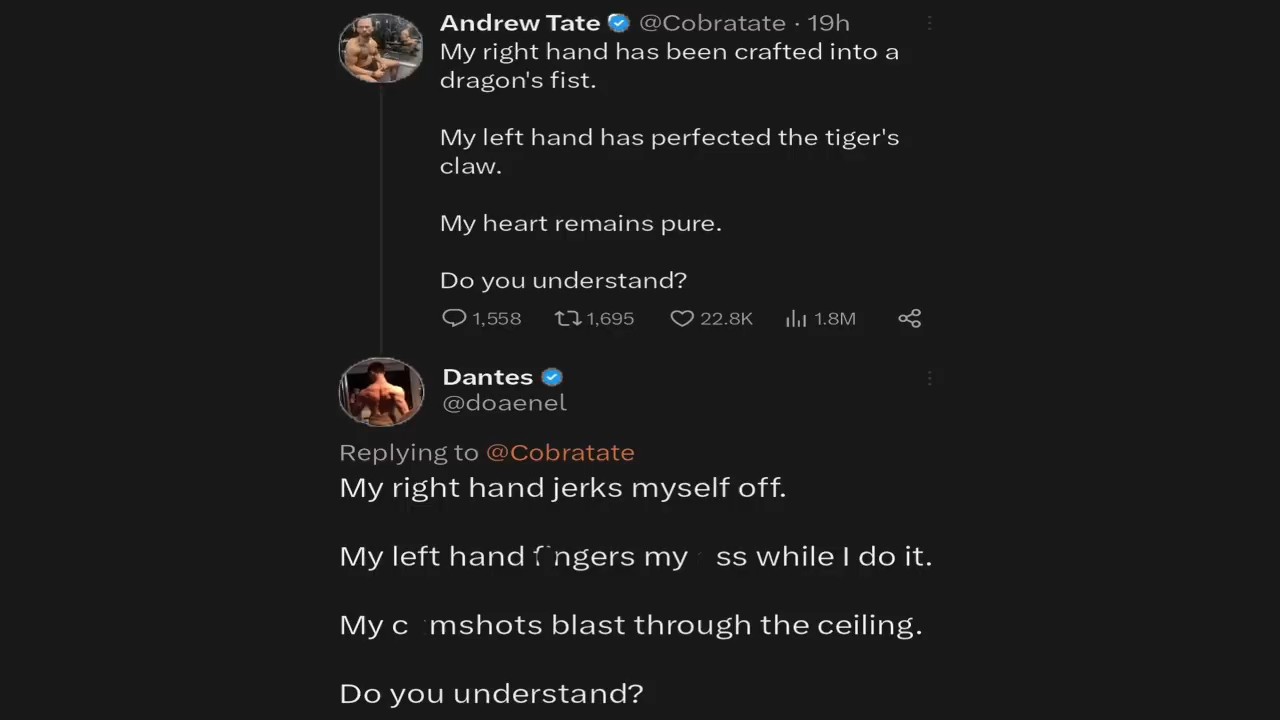 Andrew Tate @Cobratate · 19h
My right hand has been crafted into a
dragon's fist.
My left hand has perfected the tiger's
claw.
My heart remains pure.
Do you understand?
1,558 1,695 22.8K 1.8M
Dantes
@doaenel
Replying to @Cobratate
My right hand jerks myself off.
My left hand f ngers my ss while I do it.
My c mshots blast through the ceiling.
Do you understand?